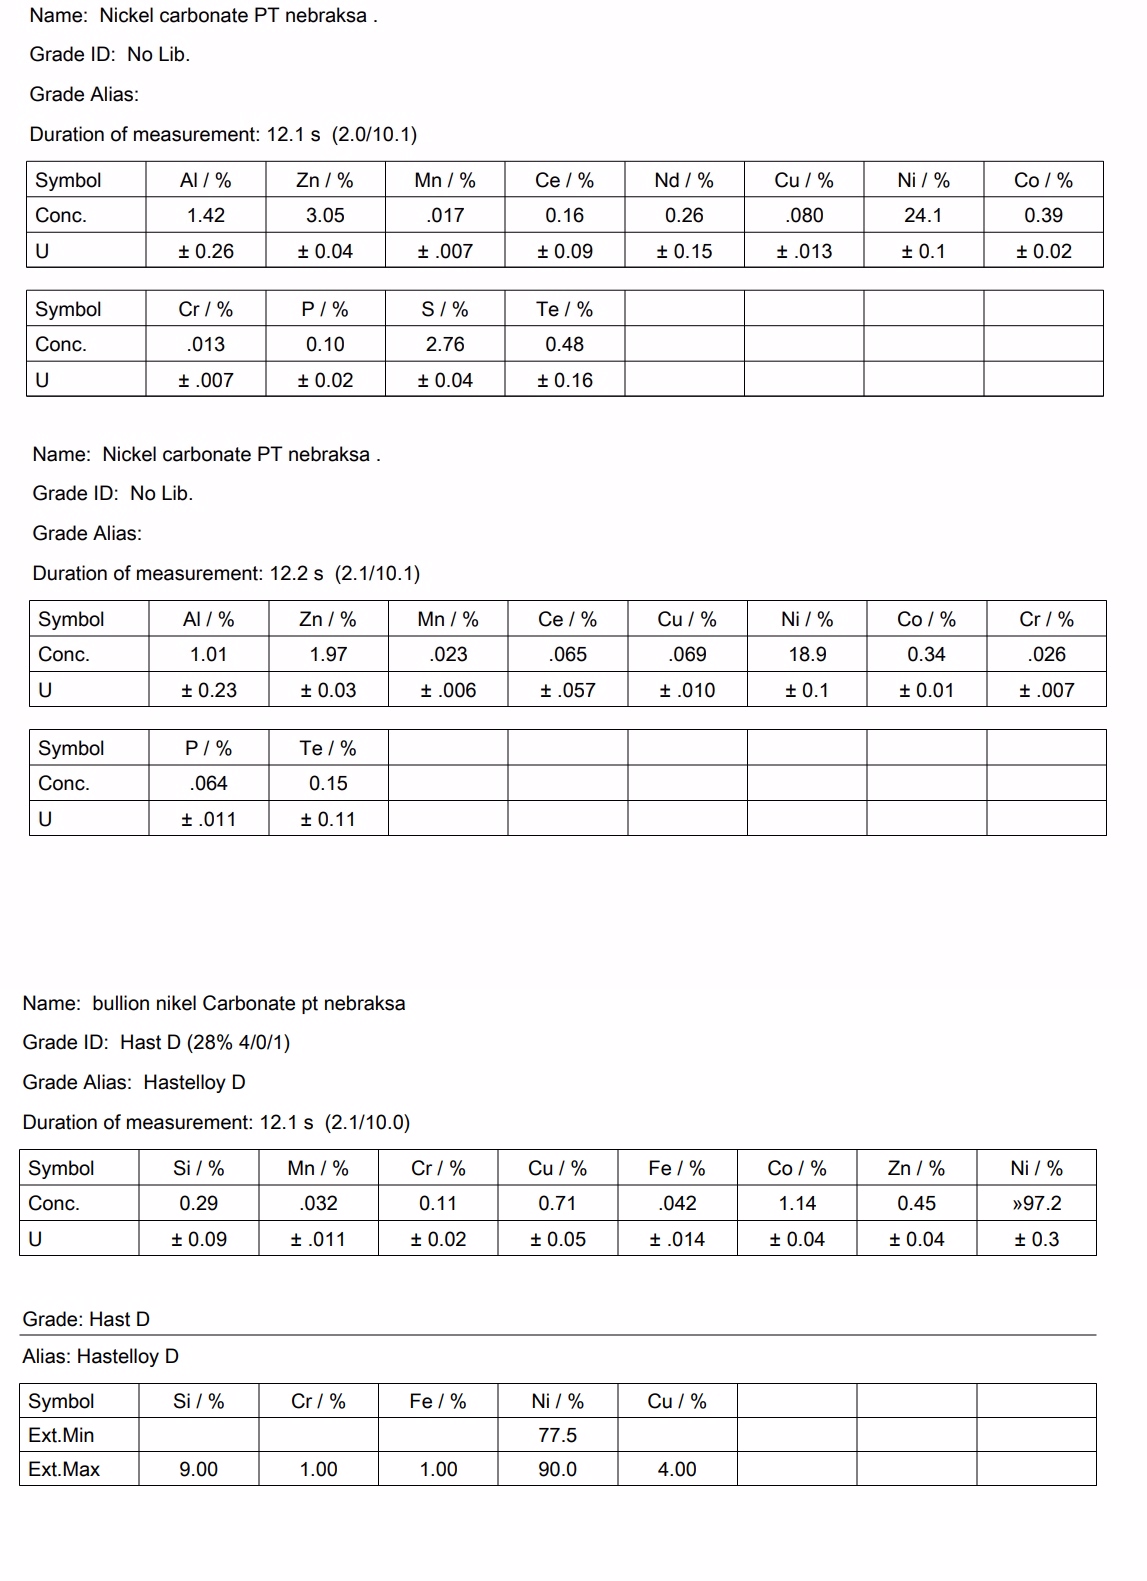 Name: Nickel carbonate PT nebraksa .
Grade ID: No Lib.
Grade Alias:
Duration of measurement: 12.1 s (2.0/10.1)
Symbol Al / % Zn / % Mn / % Ce / % Nd / % Cu / % Ni / % Co / %
Conc. 1.42 3.05 .017 0.16 0.26 .080 24.1 0.39
U ± 0.26 ± 0.04 ± .007 ± 0.09 ± 0.15 ± .013 ± 0.1 ± 0.02
Symbol Cr / % P / % S / % Te / %
Conc. .013 0.10 2.76 0.48
U ± .007 ± 0.02 ± 0.04 ± 0.16
Name: Nickel carbonate PT nebraksa .
Grade ID: No Lib.
Grade Alias:
Duration of measurement: 12.2 s (2.1/10.1)
Symbol Al / % Zn / % Mn / % Ce / % Cu / % Ni / % Co / % Cr / %
Conc. 1.01 1.97 .023 .065 .069 18.9 0.34 .026
U ± 0.23 ± 0.03 ± .006 ± .057 ± .010 ± 0.1 ± 0.01 ± .007
Symbol P / % Te / %
Conc. .064 0.15
U ± .011 ± 0.11
Name: bullion nikel Carbonate pt nebraksa
Grade ID: Hast D (28% 4/0/1)
Grade Alias: Hastelloy D
Duration of measurement: 12.1 s (2.1/10.0)
Symbol Si / % Mn / % Cr / % Cu / % Fe / % Co / % Zn / % Ni / %
Conc. 0.29 .032 0.11 0.71 .042 1.14 0.45 »97.2
U ± 0.09 ± .011 ± 0.02 ± 0.05 ± .014 ± 0.04 ± 0.04 ± 0.3
Grade: Hast D
Alias: Hastelloy D
Symbol Si / % Cr / % Fe / % Ni / % Cu / %
Ext.Min 77.5
Ext.Max 9.00 1.00 1.00 90.0 4.00